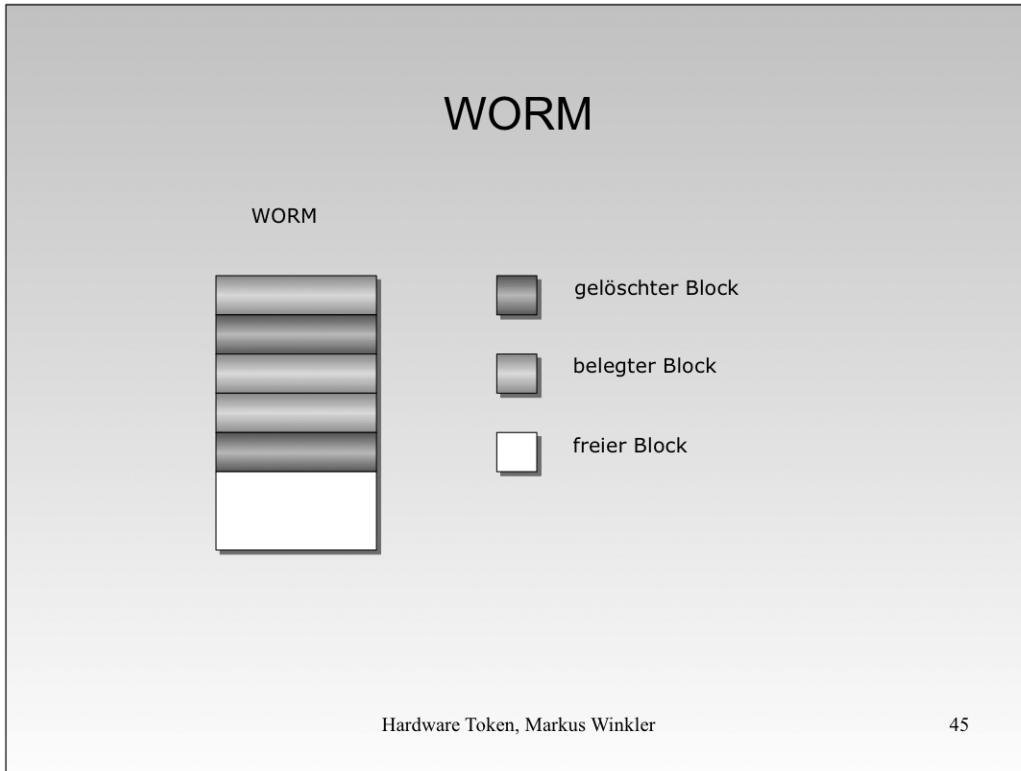 WORM
WORM
gelöschter Block
belegter Block
freier Block
Hardware Token, Markus Winkler
45